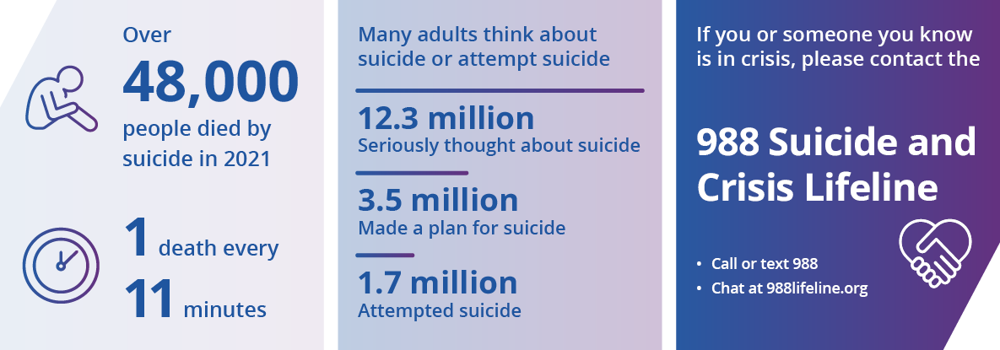 Over
48,000
people died by
suicide in 2021
1 death every
11 minutes
Many adults think about
suicide or attempt suicide
12.3 million
Seriously thought about suicide
3.5 million
Made a plan for suicide
1.7 million
Attempted suicide
If you or someone you know
is in crisis, please contact the
988 Suicide and
Crisis Lifeline
• Call or text 988
• Chat at 988lifeline.org